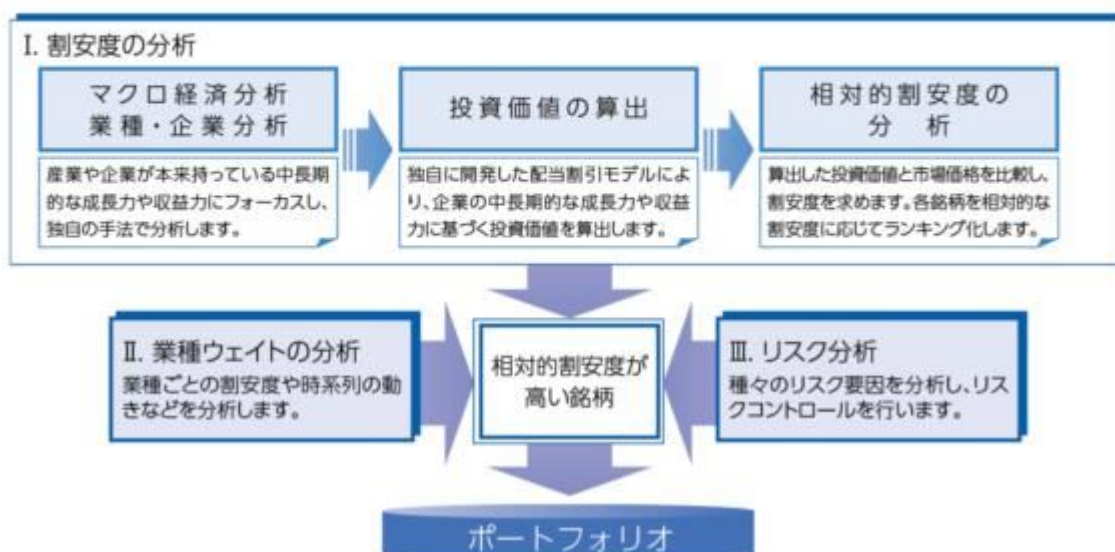 I. 割安度の分析
マクロ経済分析
業種・企業分析
産業や企業が本来持っている中長期
的な成長力や収益力にフォーカスし、
独自の手法で分析します。
投資価値の算出
独自に開発した配当割引モデルによ
り、企業の中長期的な成長力や収益
力に基づく投資価値を算出します。
相対的割安度の
分析
算出した投資価値と市場価格を比較し、
割安度を求めます。各銘柄を相対的な
割安度に応じてランキング化します。
Ⅱ. 業種ウェイトの分析
業種ごとの割安度や時系列の動
きなどを分析します。
相対的割安度が
高い銘柄
Ⅲ. リスク分析
種々のリスク要因を分析し、リス
クコントロールを行います。
ポートフォリオ